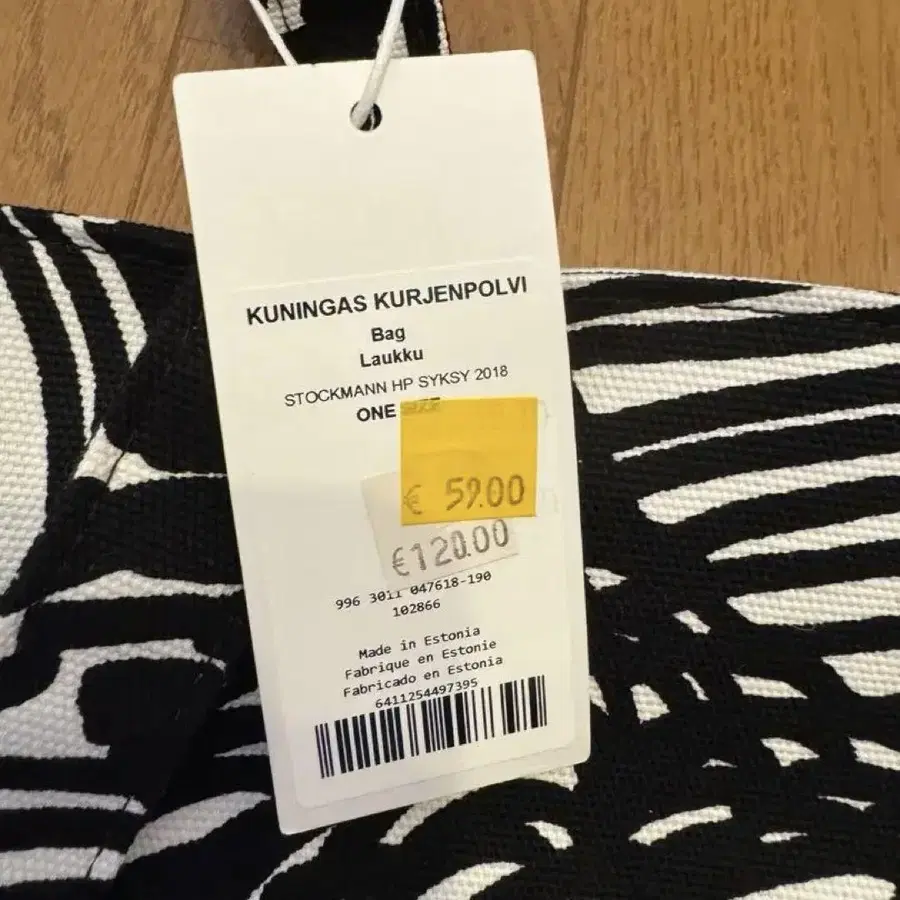 KUNINGAS KURJENPOLVI
Bag
Laukku
STOCKMANN HP SYKSY 2018
ONE
€ 59.00
€120.00
996 3011 047618-190
102866
Made in Estonia
Fabrique en Estonie
Fabricado en Estonia
6411254497395